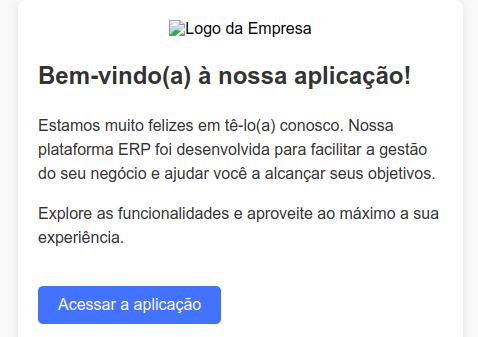 Logo da Empresa
Bem-vindo(a) à nossa aplicação!
Estamos muito felizes em tê-lo(a) conosco. Nossa
plataforma ERP foi desenvolvida para facilitar a gestão
do seu negócio e ajudar você a alcançar seus objetivos.
Explore as funcionalidades e aproveite ao máximo a sua
experiência.
Acessar a aplicação